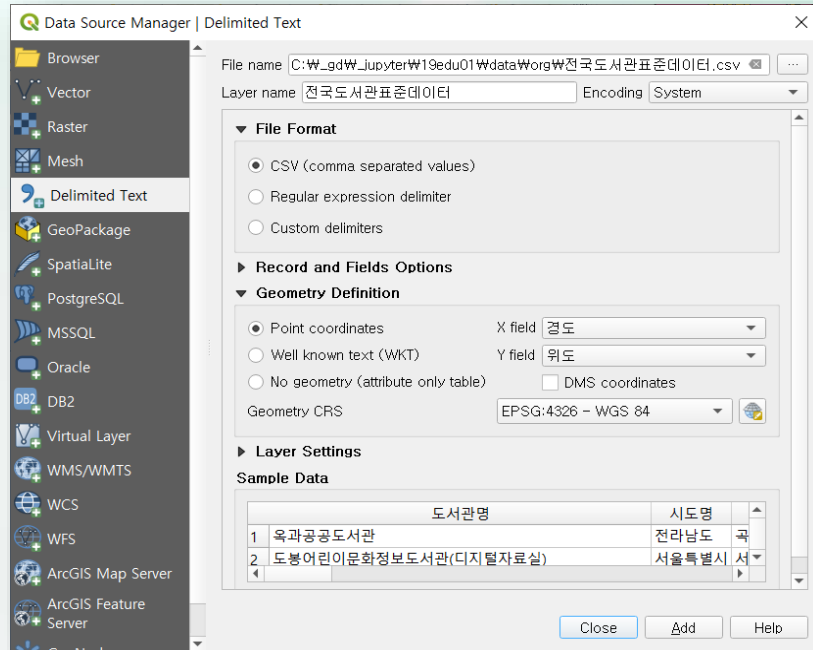 Data Source Manager | Delimited Text
Browser
Vector
Raster
Mesh
Delimited Text
GeoPackage
SpatiaLite
PostgreSQL
MSSQL
Oracle
DB2
DB2
Virtual Layer
WMS/WMTS
WCS
WFS
ArcGIS Map Server
ArcGIS Feature
Server
File name C:₩_gd₩_jupyter₩19edu01₩data₩org₩전국도서관표준데이터.csv ...
Layer name 전국도서관표준데이터 Encoding System
File Format
CSV (comma separated values)
Regular expression delimiter
Custom delimiters
Record and Fields Options
Geometry Definition
Point coordinates X field 경도
Well known text (WKT) Y field 위도
No geometry (attribute only table) DMS coordinates
Geometry CRS EPSG:4326 - WGS 84
Layer Settings
Sample Data
도서관명 시도명
1 옥과공공도서관 전라남도 곡
2 도봉어린이문화정보도서관(디지털자료실) 서울특별시 서
Close Add Help